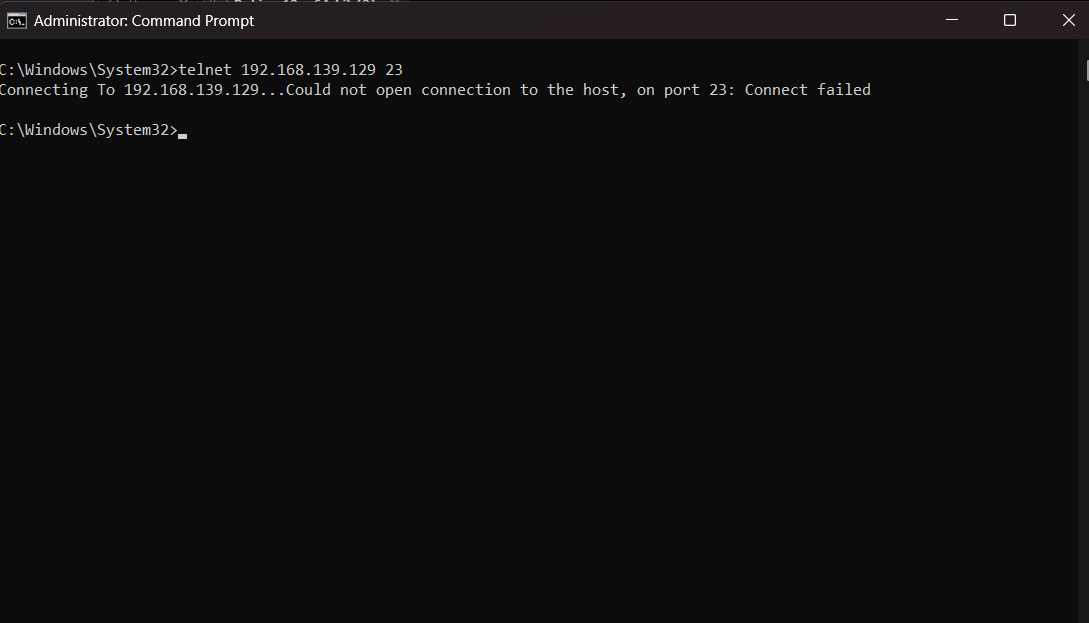 Administrator: Command Prompt
C:\Windows\System32>telnet 192.168.139.129 23
Connecting To 192.168.139.129...Could not open connection to the host, on port 23: Connect failed
C:\Windows\System32>